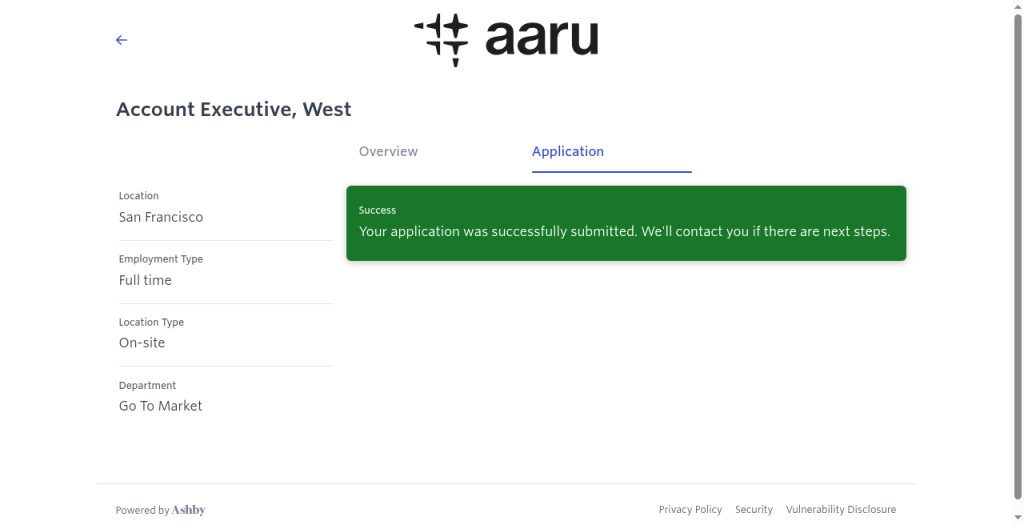 aaru
Account Executive, West
Overview
Application
Location
San Francisco
Employment Type
Full time
Location Type
On-site
Department
Go To Market
Success
Your application was successfully submitted. We'll contact you if there are next steps.
Powered by Ashby
Privacy Policy
Security
Vulnerability Disclosure